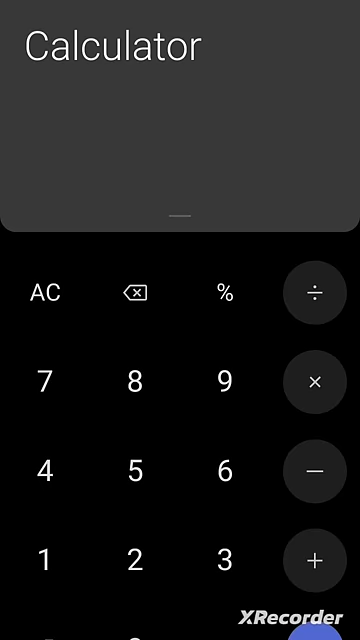 Calculator
AC % ÷
7 8 9 ×
4 5 6 −
1 2 3 +
XRecorder